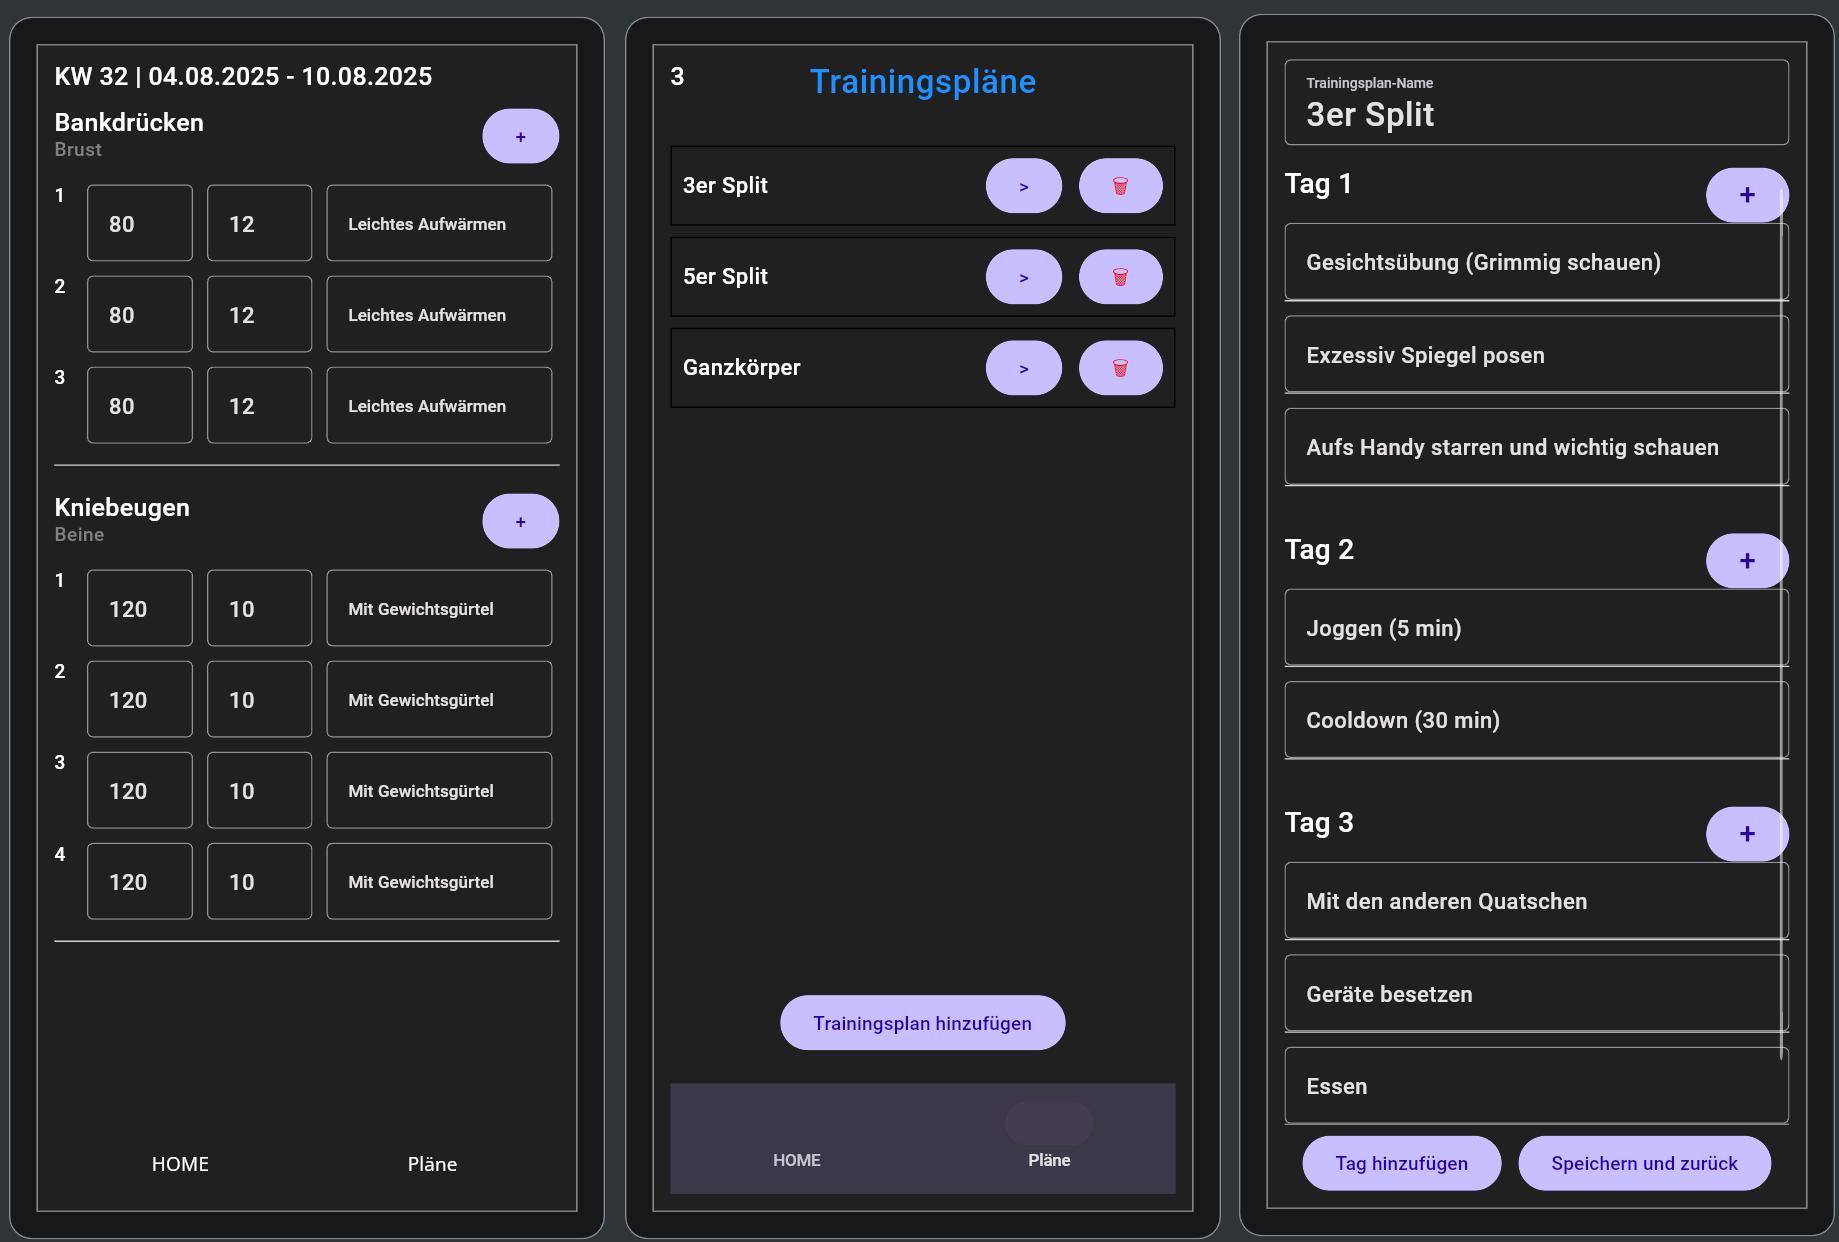 KW 32 | 04.08.2025 - 10.08.2025
Bankdrücken
Brust
+
1 80 12 Leichtes Aufwärmen
2 80 12 Leichtes Aufwärmen
3 80 12 Leichtes Aufwärmen
Kniebeugen
Beine
+
1 120 10 Mit Gewichtsgürtel
2 120 10 Mit Gewichtsgürtel
3 120 10 Mit Gewichtsgürtel
4 120 10 Mit Gewichtsgürtel
HOME Pläne
3 Trainingspläne
3er Split >
5er Split >
Ganzkörper >
Trainingsplan hinzufügen
HOME Pläne
Trainingsplan-Name
3er Split
Tag 1 +
Gesichtsübung (Grimmig schauen)
Exzessiv Spiegel posen
Aufs Handy starren und wichtig schauen
Tag 2 +
Joggen (5 min)
Cooldown (30 min)
Tag 3 +
Mit den anderen Quatschen
Geräte besetzen
Essen
Tag hinzufügen Speichern und zurück